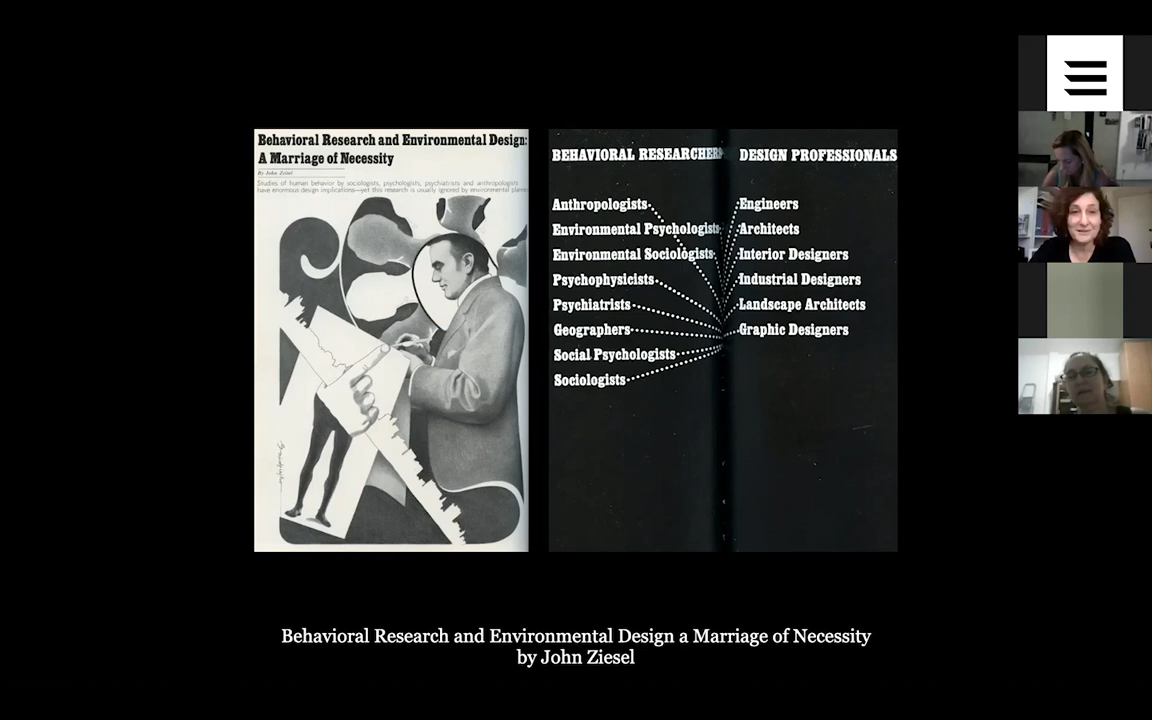 Behavioral Research and Environmental Design:
A Marriage of Necessity
By John Zeisel
Studies of human behavior by sociologists, psychologists, psychiatrists and anthropologists
have enormous design implications—yet this research is usually ignored by environmental
BEHAVIORAL RESEARCHERS
Anthropologists
Environmental Psychologists
Environmental Sociologists
Psychophysicists
Psychiatrists
Geographers
Social Psychologists
Sociologists
DESIGN PROFESSIONALS
Engineers
Architects
Interior Designers
Industrial Designers
Landscape Architects
Graphic Designers
Behavioral Research and Environmental Design a Marriage of Necessity
by John Ziesel